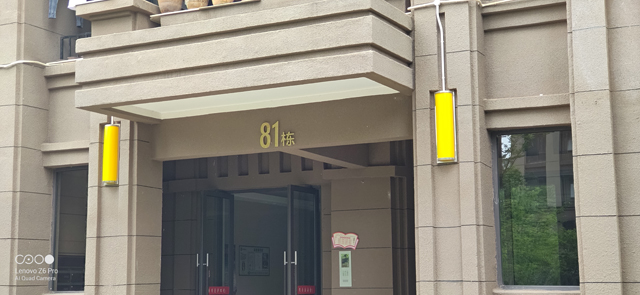 81栋
Lenovo Z6 Pro
AI Quad Camera